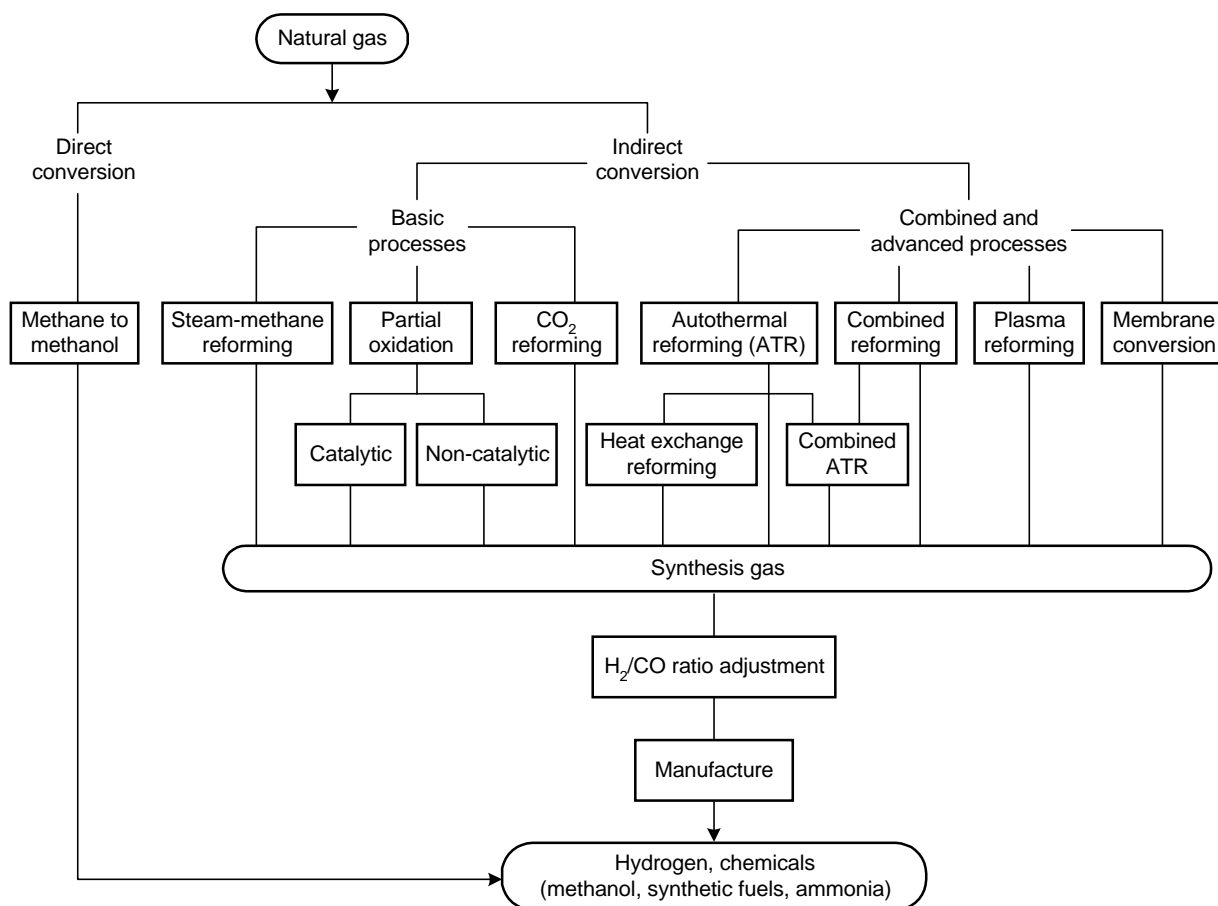 Natural gas
Direct
conversion
Indirect
conversion
Basic
processes
Combined and
advanced processes
Methane to
methanol
Steam-methane
reforming
Partial
oxidation
CO₂
reforming
Autothermal
reforming (ATR)
Combined
reforming
Plasma
reforming
Membrane
conversion
Catalytic
Non-catalytic
Heat exchange
reforming
Combined
ATR
Synthesis gas
H₂/CO ratio adjustment
Manufacture
Hydrogen, chemicals
(methanol, synthetic fuels, ammonia)